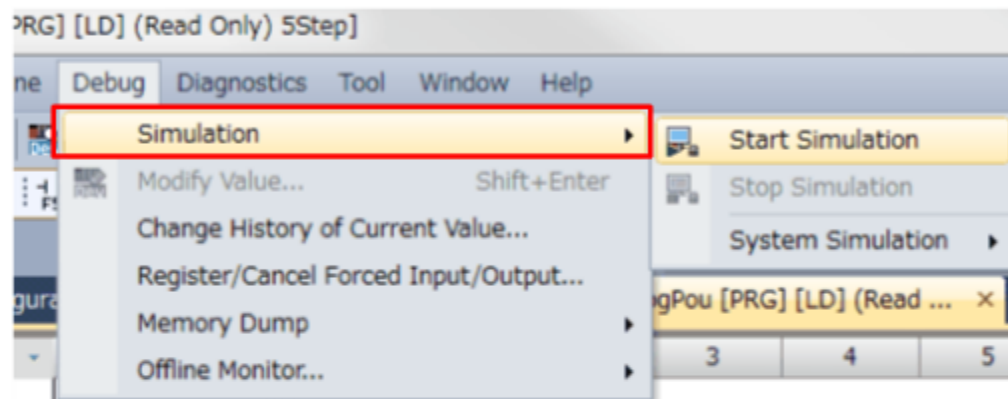 PRG] [LD] (Read Only) 5Step]
ne Debug Diagnostics Tool Window Help
Simulation
Start Simulation
Modify Value... Shift+Enter
Stop Simulation
Change History of Current Value...
System Simulation
Register/Cancel Forced Input/Output...
gura
gPou [PRG] [LD] (Read ... ×
Memory Dump
3 4 5
Offline Monitor...